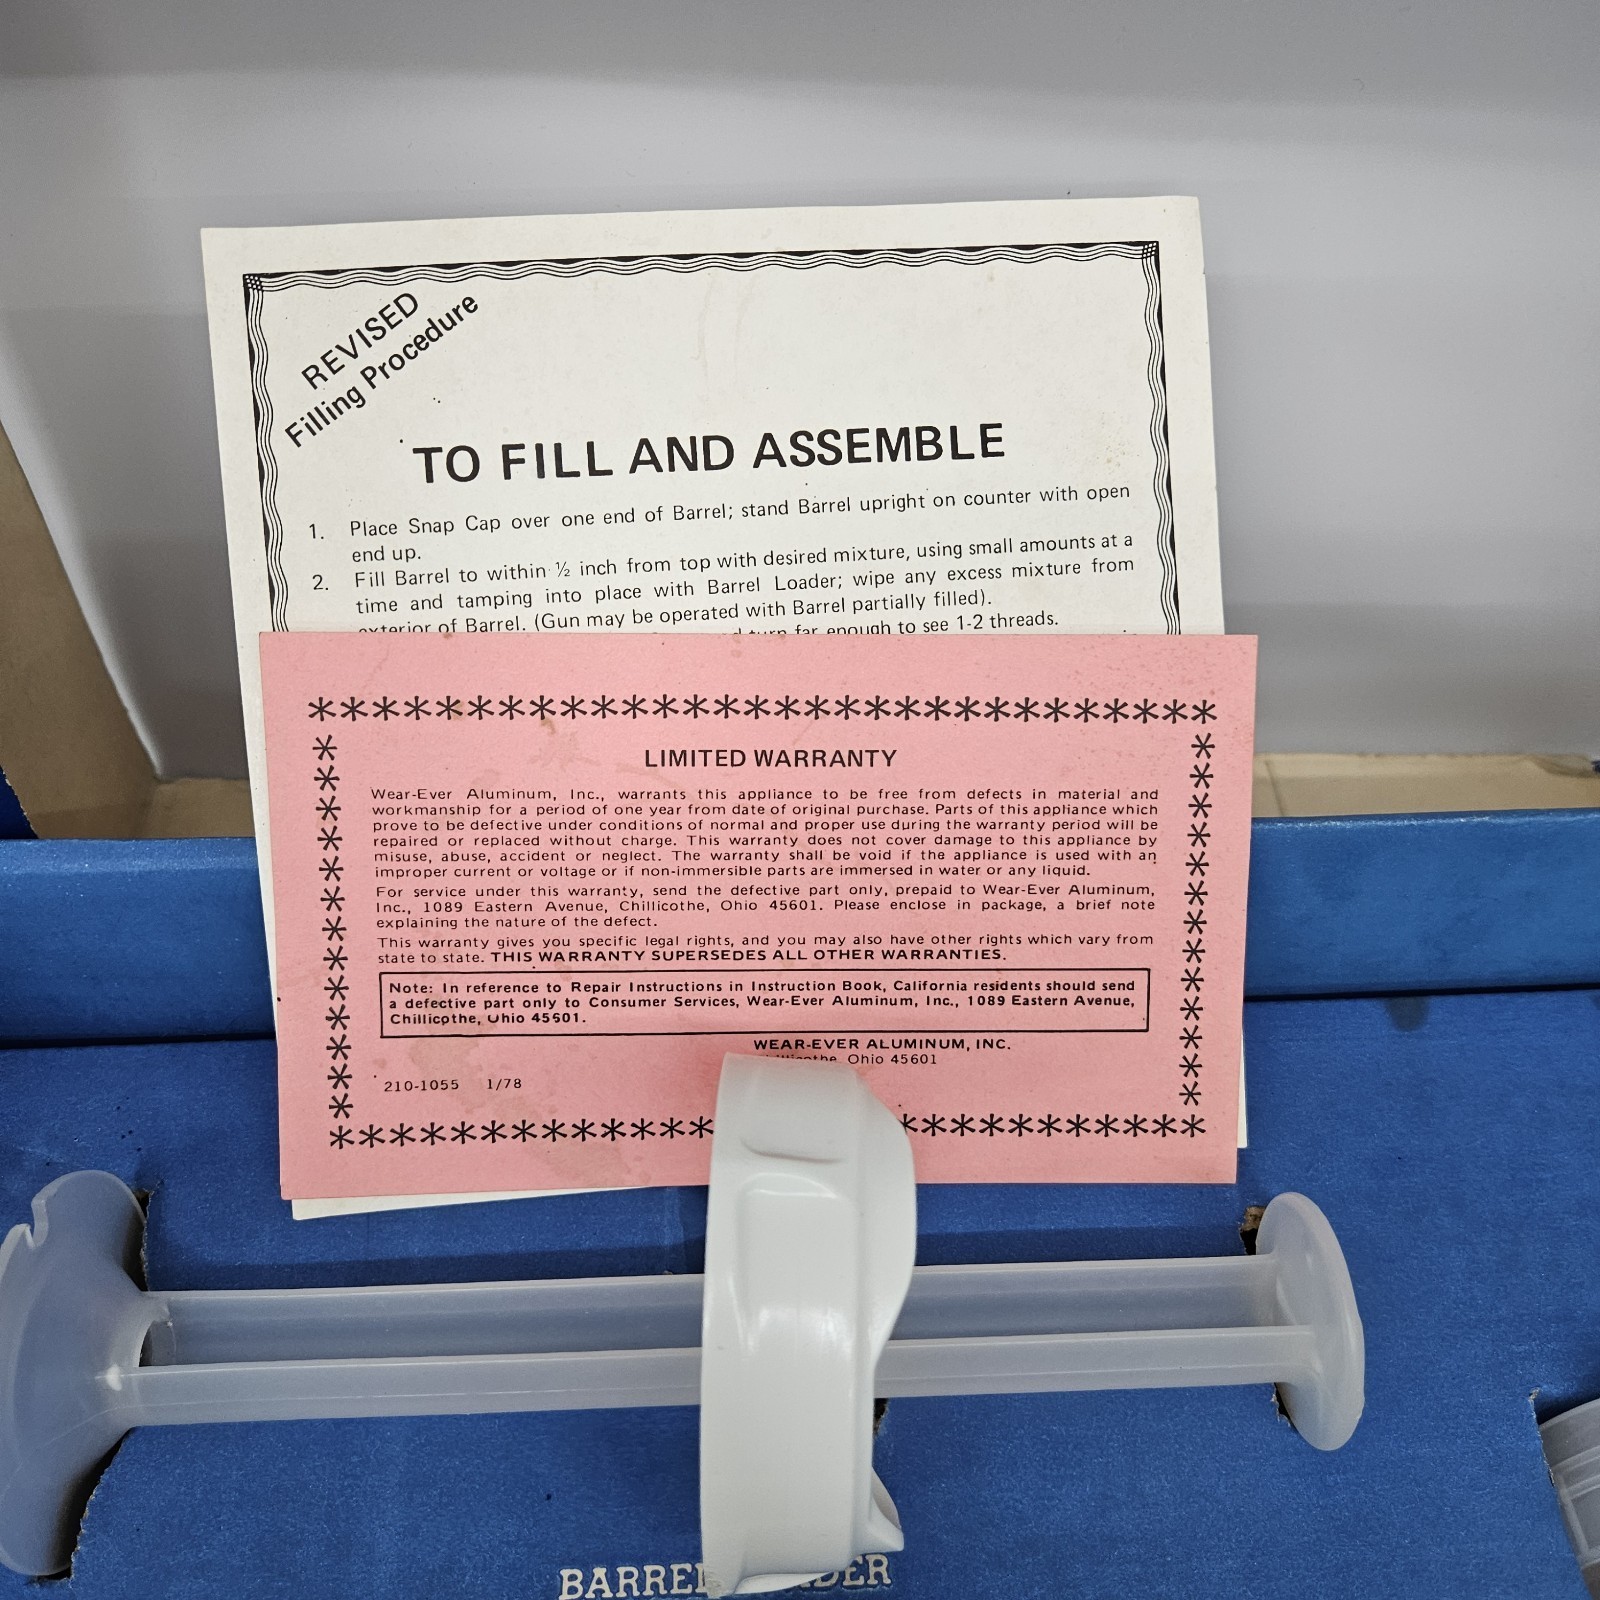 REVISED
Filling Procedure
TO FILL AND ASSEMBLE
1. Place Snap Cap over one end of Barrel; stand Barrel upright on counter with open
end up.
2. Fill Barrel to within ½ inch from top with desired mixture, using small amounts at a
time and tamping into place with Barrel Loader; wipe any excess mixture from
exterior of Barrel. (Gun may be operated with Barrel partially filled).
turn far enough to see 1-2 threads.
LIMITED WARRANTY
Wear-Ever Aluminum, Inc., warrants this appliance to be free from defects in material and
workmanship for a period of one year from date of original purchase. Parts of this appliance which
prove to be defective under conditions of normal and proper use during the warranty period will be
repaired or replaced without charge. This warranty does not cover damage to this appliance by
misuse, abuse, accident or neglect. The warranty shall be void if the appliance is used with an
improper current or voltage or if non-immersible parts are immersed in water or any liquid.
For service under this warranty, send the defective part only, prepaid to Wear-Ever Aluminum,
Inc., 1089 Eastern Avenue, Chillicothe, Ohio 45601. Please enclose in package, a brief note
explaining the nature of the defect.
This warranty gives you specific legal rights, and you may also have other rights which vary from
state to state. THIS WARRANTY SUPERSEDES ALL OTHER WARRANTIES.
Note: In reference to Repair Instructions in Instruction Book, California residents should send
a defective part only to Consumer Services, Wear-Ever Aluminum, Inc., 1089 Eastern Avenue,
Chillicothe, Ohio 45601.
WEAR-EVER ALUMINUM, INC.
Chillicothe, Ohio 45601
210-1055 1/78
BARREL